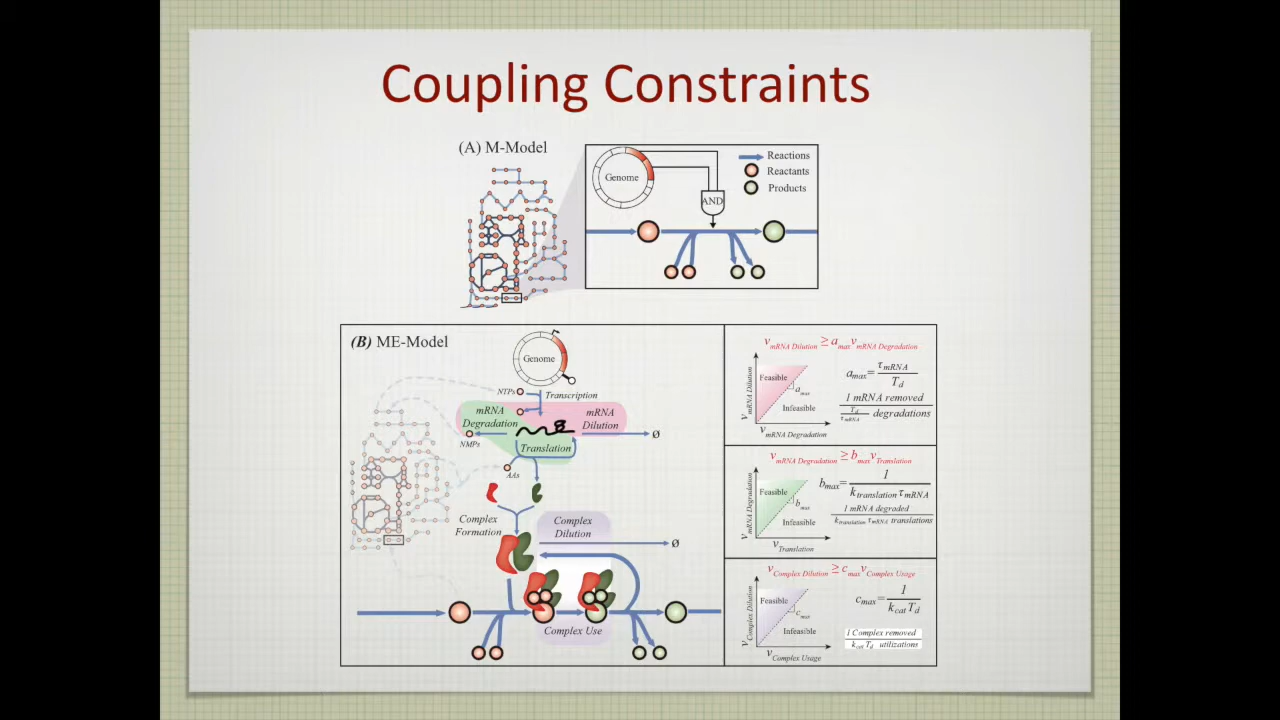 Coupling Constraints
(A) M-Model
Genome
AND
Reactions
Reactants
Products
(B) ME-Model
Genome
NTPs
Transcription
mRNA
Degradation
mRNA
Dilution
Ø
NMPs
Translation
AAs
Complex
Formation
Complex
Dilution
Ø
Complex Use
v mRNA Dilution ≥ a max v mRNA Degradation
v mRNA Dilution
Feasible
a max
Infeasible
v mRNA Degradation
a max = τ mRNA / T d
1 mRNA removed
T d / τ mRNA degradations
v mRNA Degradation ≥ b max v Translation
v mRNA Degradation
Feasible
b max
Infeasible
v Translation
b max = 1 / k translation τ mRNA
1 mRNA degraded
k translation τ mRNA translations
v Complex Dilution ≥ c max v Complex Usage
v Complex Dilution
Feasible
c max
Infeasible
v Complex Usage
c max = 1 / k cat T d
1 Complex removed
k cat T d utilizations